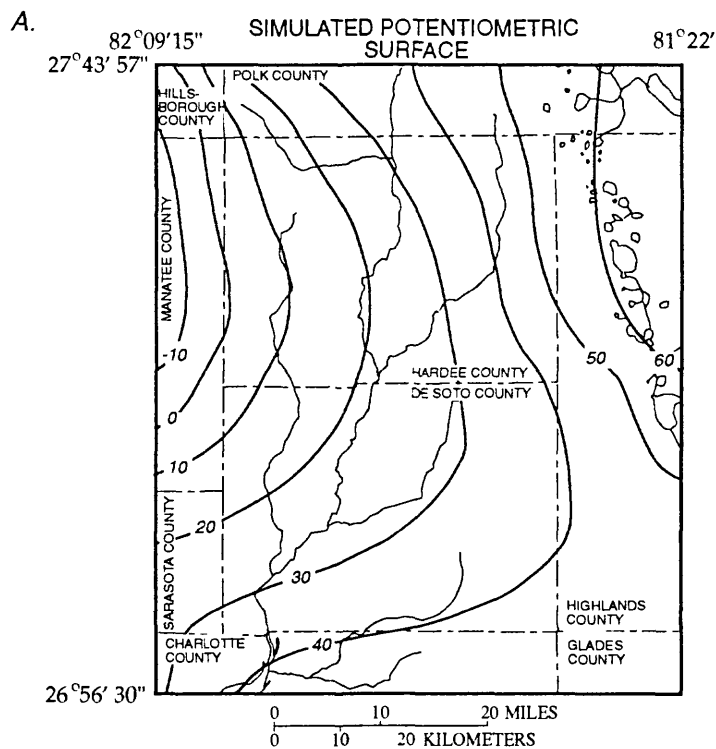 A.
SIMULATED POTENTIOMETRIC
SURFACE
82°09'15"
81°22'
27°43'57"
POLK COUNTY
HILLS-
BOROUGH
COUNTY
MANATEE COUNTY
-10
0
10
20
30
40
50
60
HARDEE COUNTY
DE SOTO COUNTY
SARASOTA COUNTY
CHARLOTTE
COUNTY
HIGHLANDS
COUNTY
GLADES
COUNTY
26°56'30"
0 10 20 MILES
0 10 20 KILOMETERS